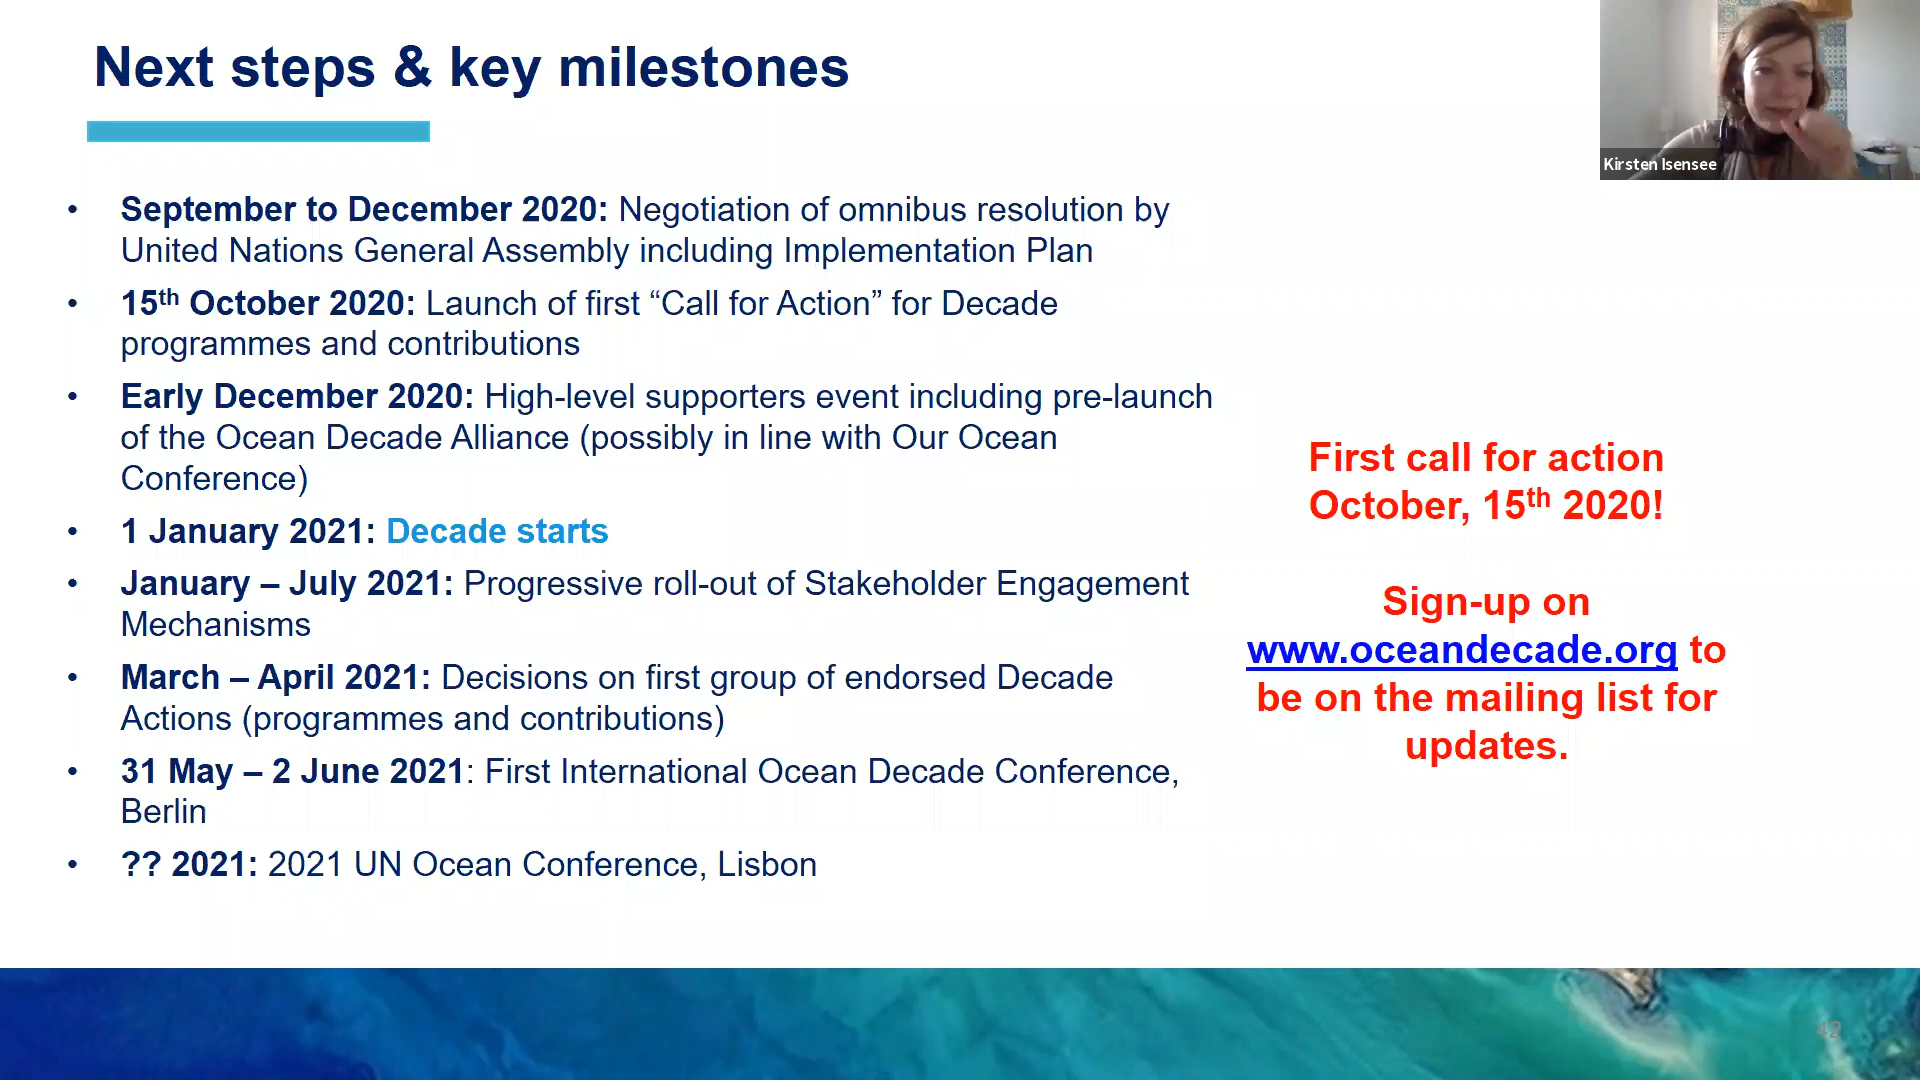 Next steps & key milestones
Kirsten Isensee
• September to December 2020: Negotiation of omnibus resolution by
United Nations General Assembly including Implementation Plan
• 15th October 2020: Launch of first “Call for Action” for Decade
programmes and contributions
• Early December 2020: High-level supporters event including pre-launch
of the Ocean Decade Alliance (possibly in line with Our Ocean
Conference)
• 1 January 2021: Decade starts
• January – July 2021: Progressive roll-out of Stakeholder Engagement
Mechanisms
• March – April 2021: Decisions on first group of endorsed Decade
Actions (programmes and contributions)
• 31 May – 2 June 2021: First International Ocean Decade Conference,
Berlin
• ?? 2021: 2021 UN Ocean Conference, Lisbon
First call for action
October, 15th 2020!
Sign-up on
www.oceandecade.org to
be on the mailing list for
updates.
42